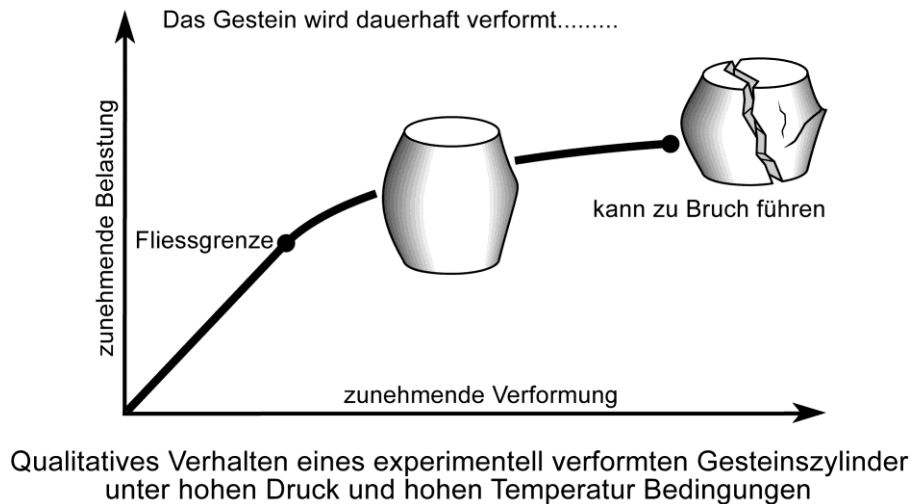 Das Gestein wird dauerhaft verformt.........
zunehmende Belastung
Fliessgrenze
kann zu Bruch führen
zunehmende Verformung
Qualitatives Verhalten eines experimentell verformten Gesteinszylinder
unter hohen Druck und hohen Temperatur Bedingungen